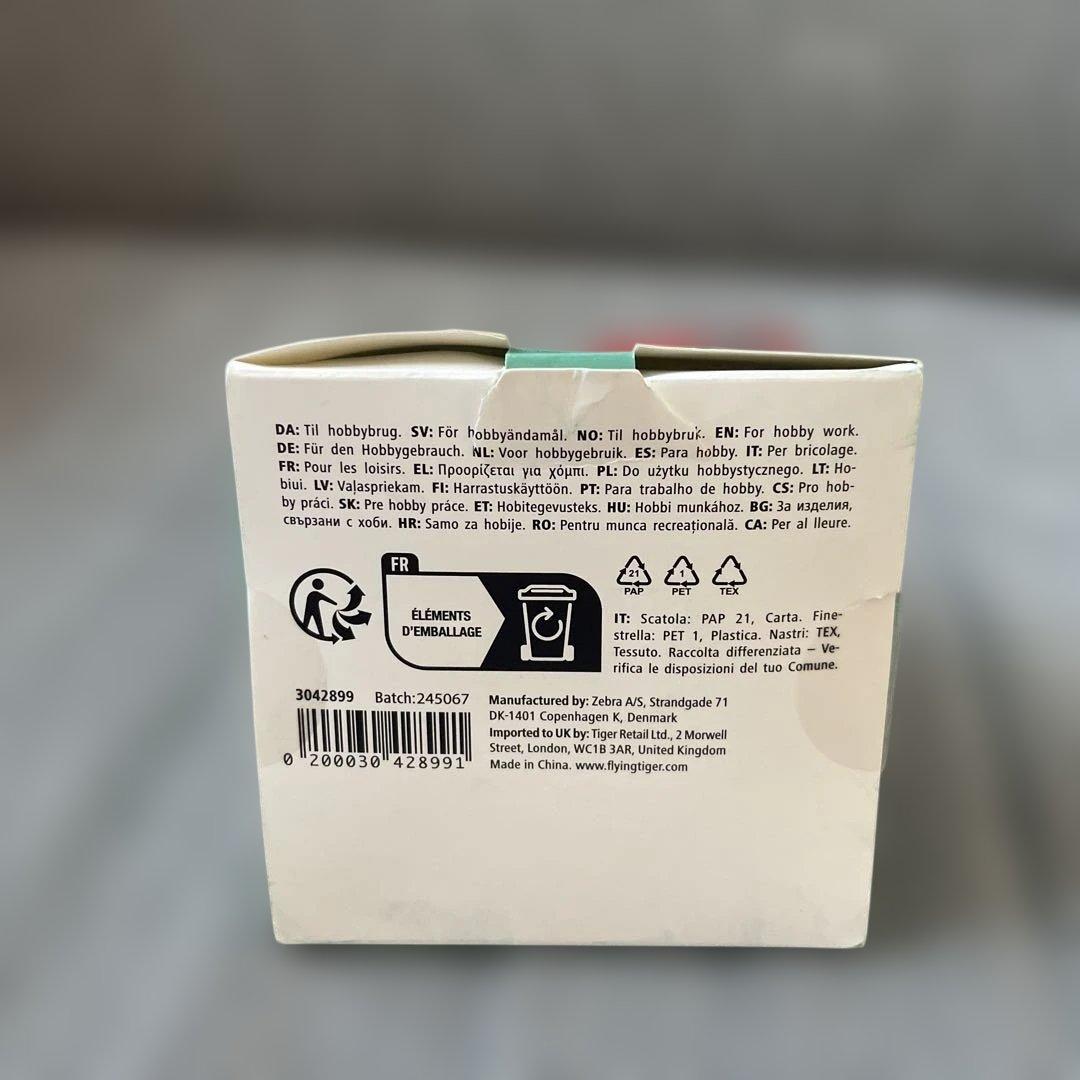 DA: Til hobbybrug. SV: För hobbyändamål. NO: Til hobbybruk. EN: For hobby work.
DE: Für den Hobbygebrauch. NL: Voor hobbygebruik. ES: Para hobby. IT: Per bricolage.
FR: Pour les loisirs. EL: Προορίζεται για χόμπι. PL: Do użytku hobbystycznego. LT: Ho-
biui. LV: Vaļaspriekam. FI: Harrastuskäyttöön. PT: Para trabalho de hobby. CS: Pro hob-
by práci. SK: Pre hobby práce. ET: Hobitegevusteks. HU: Hobbi munkához. BG: За изделия,
свързани с хоби. HR: Samo za hobije. RO: Pentru munca recreațională. CA: Per al lleure.
FR
ÉLÉMENTS
D'EMBALLAGE
21 1
PAP PET TEX
IT: Scatola: PAP 21, Carta. Fine-
strella: PET 1, Plastica. Nastri: TEX,
Tessuto. Raccolta differenziata – Ve-
rifica le disposizioni del tuo Comune.
3042899 Batch:245067
0 200030 428991
Manufactured by: Zebra A/S, Strandgade 71
DK-1401 Copenhagen K, Denmark
Imported to UK by: Tiger Retail Ltd., 2 Morwell
Street, London, WC1B 3AR, United Kingdom
Made in China. www.flyingtiger.com